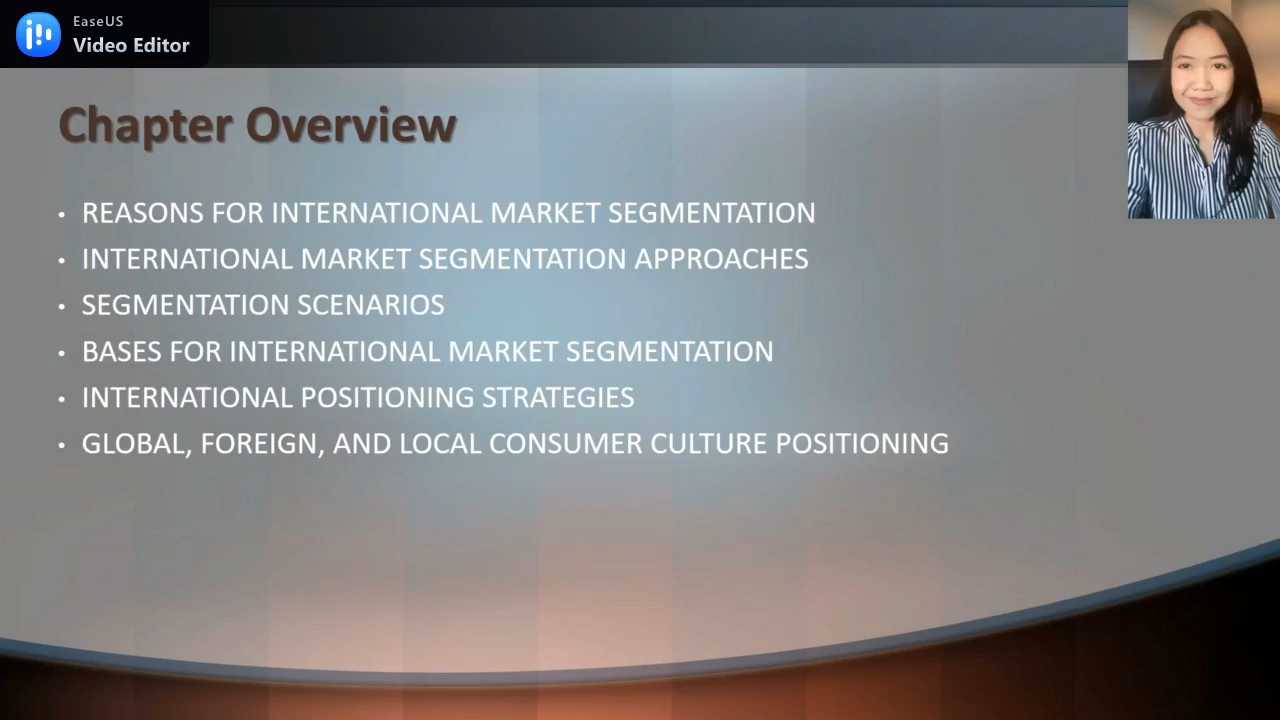 EaseUS
Video Editor
Chapter Overview
• REASONS FOR INTERNATIONAL MARKET SEGMENTATION
• INTERNATIONAL MARKET SEGMENTATION APPROACHES
• SEGMENTATION SCENARIOS
• BASES FOR INTERNATIONAL MARKET SEGMENTATION
• INTERNATIONAL POSITIONING STRATEGIES
• GLOBAL, FOREIGN, AND LOCAL CONSUMER CULTURE POSITIONING